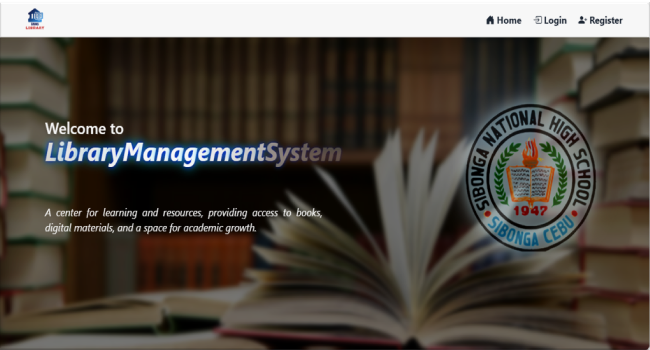 LIBRARY
Home
Login
Register
Welcome to
LibraryManagementSystem
A center for learning and resources, providing access to books,
digital materials, and a space for academic growth.
SIBONGA NATIONAL HIGH SCHOOL
1947
SIBONGA CEBU